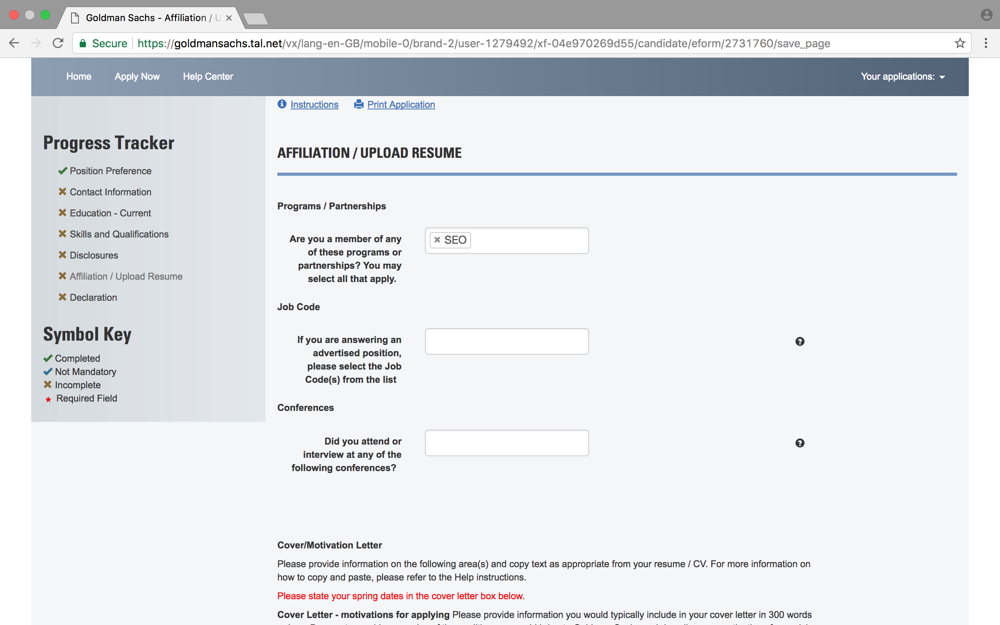 Goldman Sachs - Affiliation / U
Secure https://goldmansachs.tal.net/vx/lang-en-GB/mobile-0/brand-2/user-1279492/xf-04e970269d55/candidate/eform/2731760/save_page
Home Apply Now Help Center Your applications:
Instructions Print Application
Progress Tracker
Position Preference
Contact Information
Education - Current
Skills and Qualifications
Disclosures
Affiliation / Upload Resume
Declaration
Symbol Key
Completed
Not Mandatory
Incomplete
* Required Field
AFFILIATION / UPLOAD RESUME
Programs / Partnerships
Are you a member of any
of these programs or
partnerships? You may
select all that apply.
SEO
Job Code
If you are answering an
advertised position,
please select the Job
Code(s) from the list
Conferences
Did you attend or
interview at any of the
following conferences?
Cover/Motivation Letter
Please provide information on the following area(s) and copy text as appropriate from your resume / CV. For more information on
how to copy and paste, please refer to the Help instructions.
Please state your spring dates in the cover letter box below.
Cover Letter - motivations for applying Please provide information you would typically include in your cover letter in 300 words